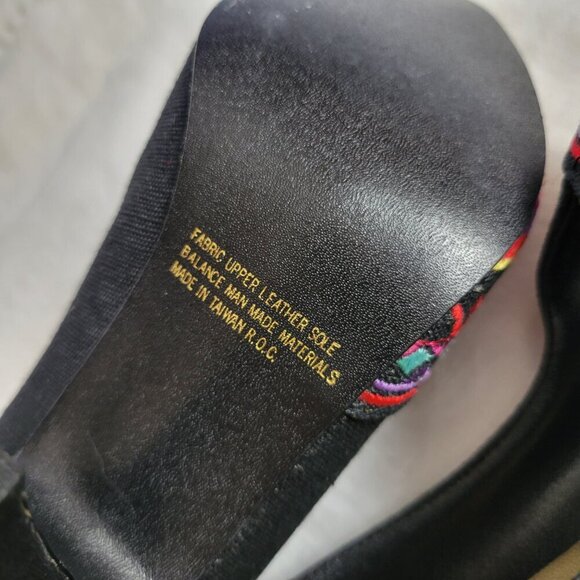 FABRIC UPPER LEATHER SOLE
BALANCE MAN MADE MATERIALS
MADE IN TAIWAN R.O.C.